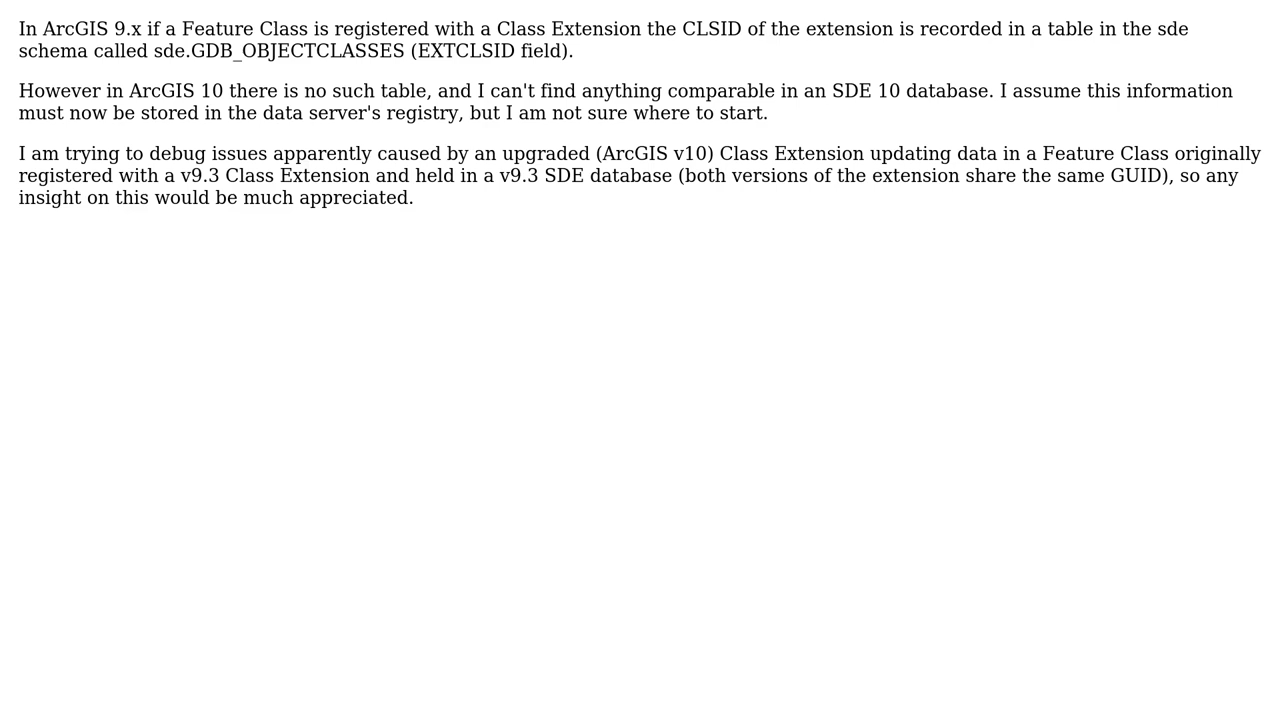 In ArcGIS 9.x if a Feature Class is registered with a Class Extension the CLSID of the extension is recorded in a table in the sde
schema called sde.GDB_OBJECTCLASSES (EXTCLSID field).
However in ArcGIS 10 there is no such table, and I can't find anything comparable in an SDE 10 database. I assume this information
must now be stored in the data server's registry, but I am not sure where to start.
I am trying to debug issues apparently caused by an upgraded (ArcGIS v10) Class Extension updating data in a Feature Class originally
registered with a v9.3 Class Extension and held in a v9.3 SDE database (both versions of the extension share the same GUID), so any
insight on this would be much appreciated.